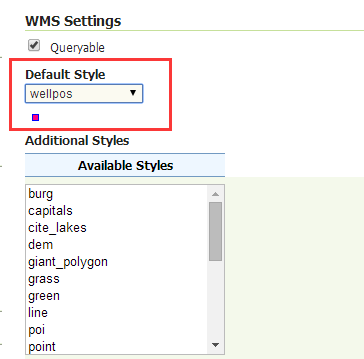 WMS Settings
Queryable
Default Style
wellpos
Additional Styles
Available Styles
burg
capitals
cite_lakes
dem
giant_polygon
grass
green
line
poi
point